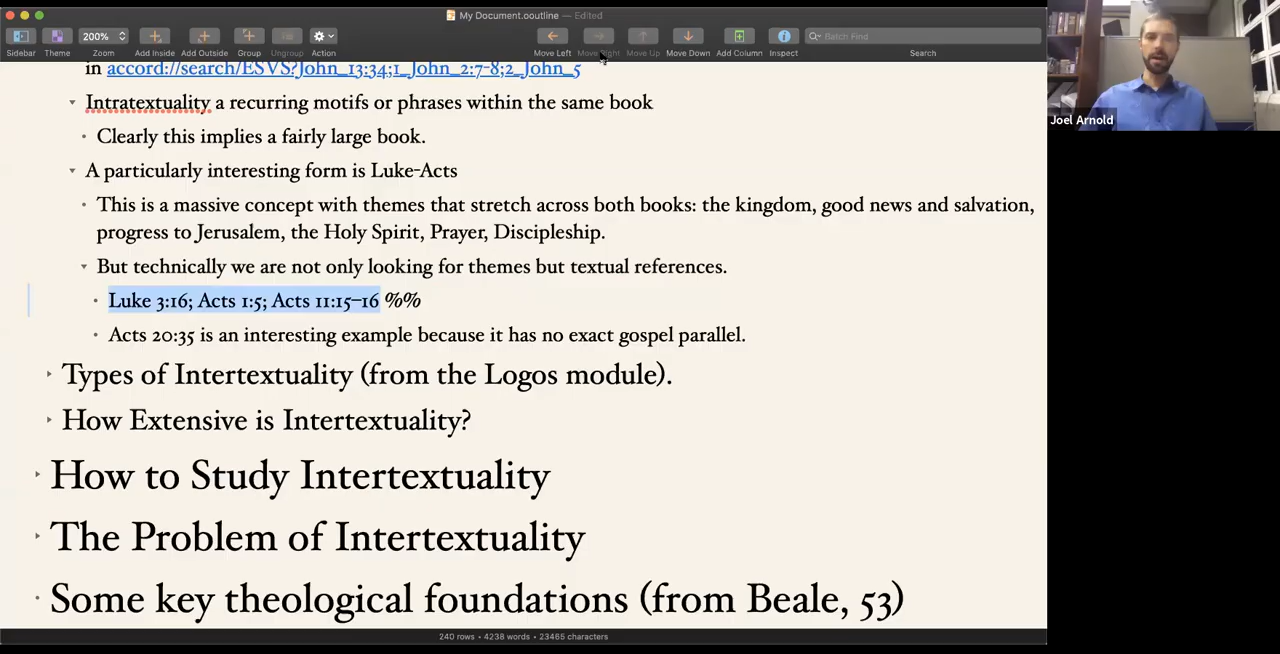 My Document.ooutline — Edited
200%
Batch Find
Sidebar Theme Zoom Add Inside Add Outside Group Ungroup Action Move Left Move Right Move Up Move Down Add Column Inspect Search
in accord://search/ESVS?John_13:34;1_John_2:7-8;2_John_5
Intratextuality a recurring motifs or phrases within the same book
Clearly this implies a fairly large book.
A particularly interesting form is Luke-Acts
This is a massive concept with themes that stretch across both books: the kingdom, good news and salvation,
progress to Jerusalem, the Holy Spirit, Prayer, Discipleship.
But technically we are not only looking for themes but textual references.
Luke 3:16; Acts 1:5; Acts 11:15–16 %%
Acts 20:35 is an interesting example because it has no exact gospel parallel.
Types of Intertextuality (from the Logos module).
How Extensive is Intertextuality?
How to Study Intertextuality
The Problem of Intertextuality
Some key theological foundations (from Beale, 53)
240 rows • 4238 words • 23465 characters
Joel Arnold